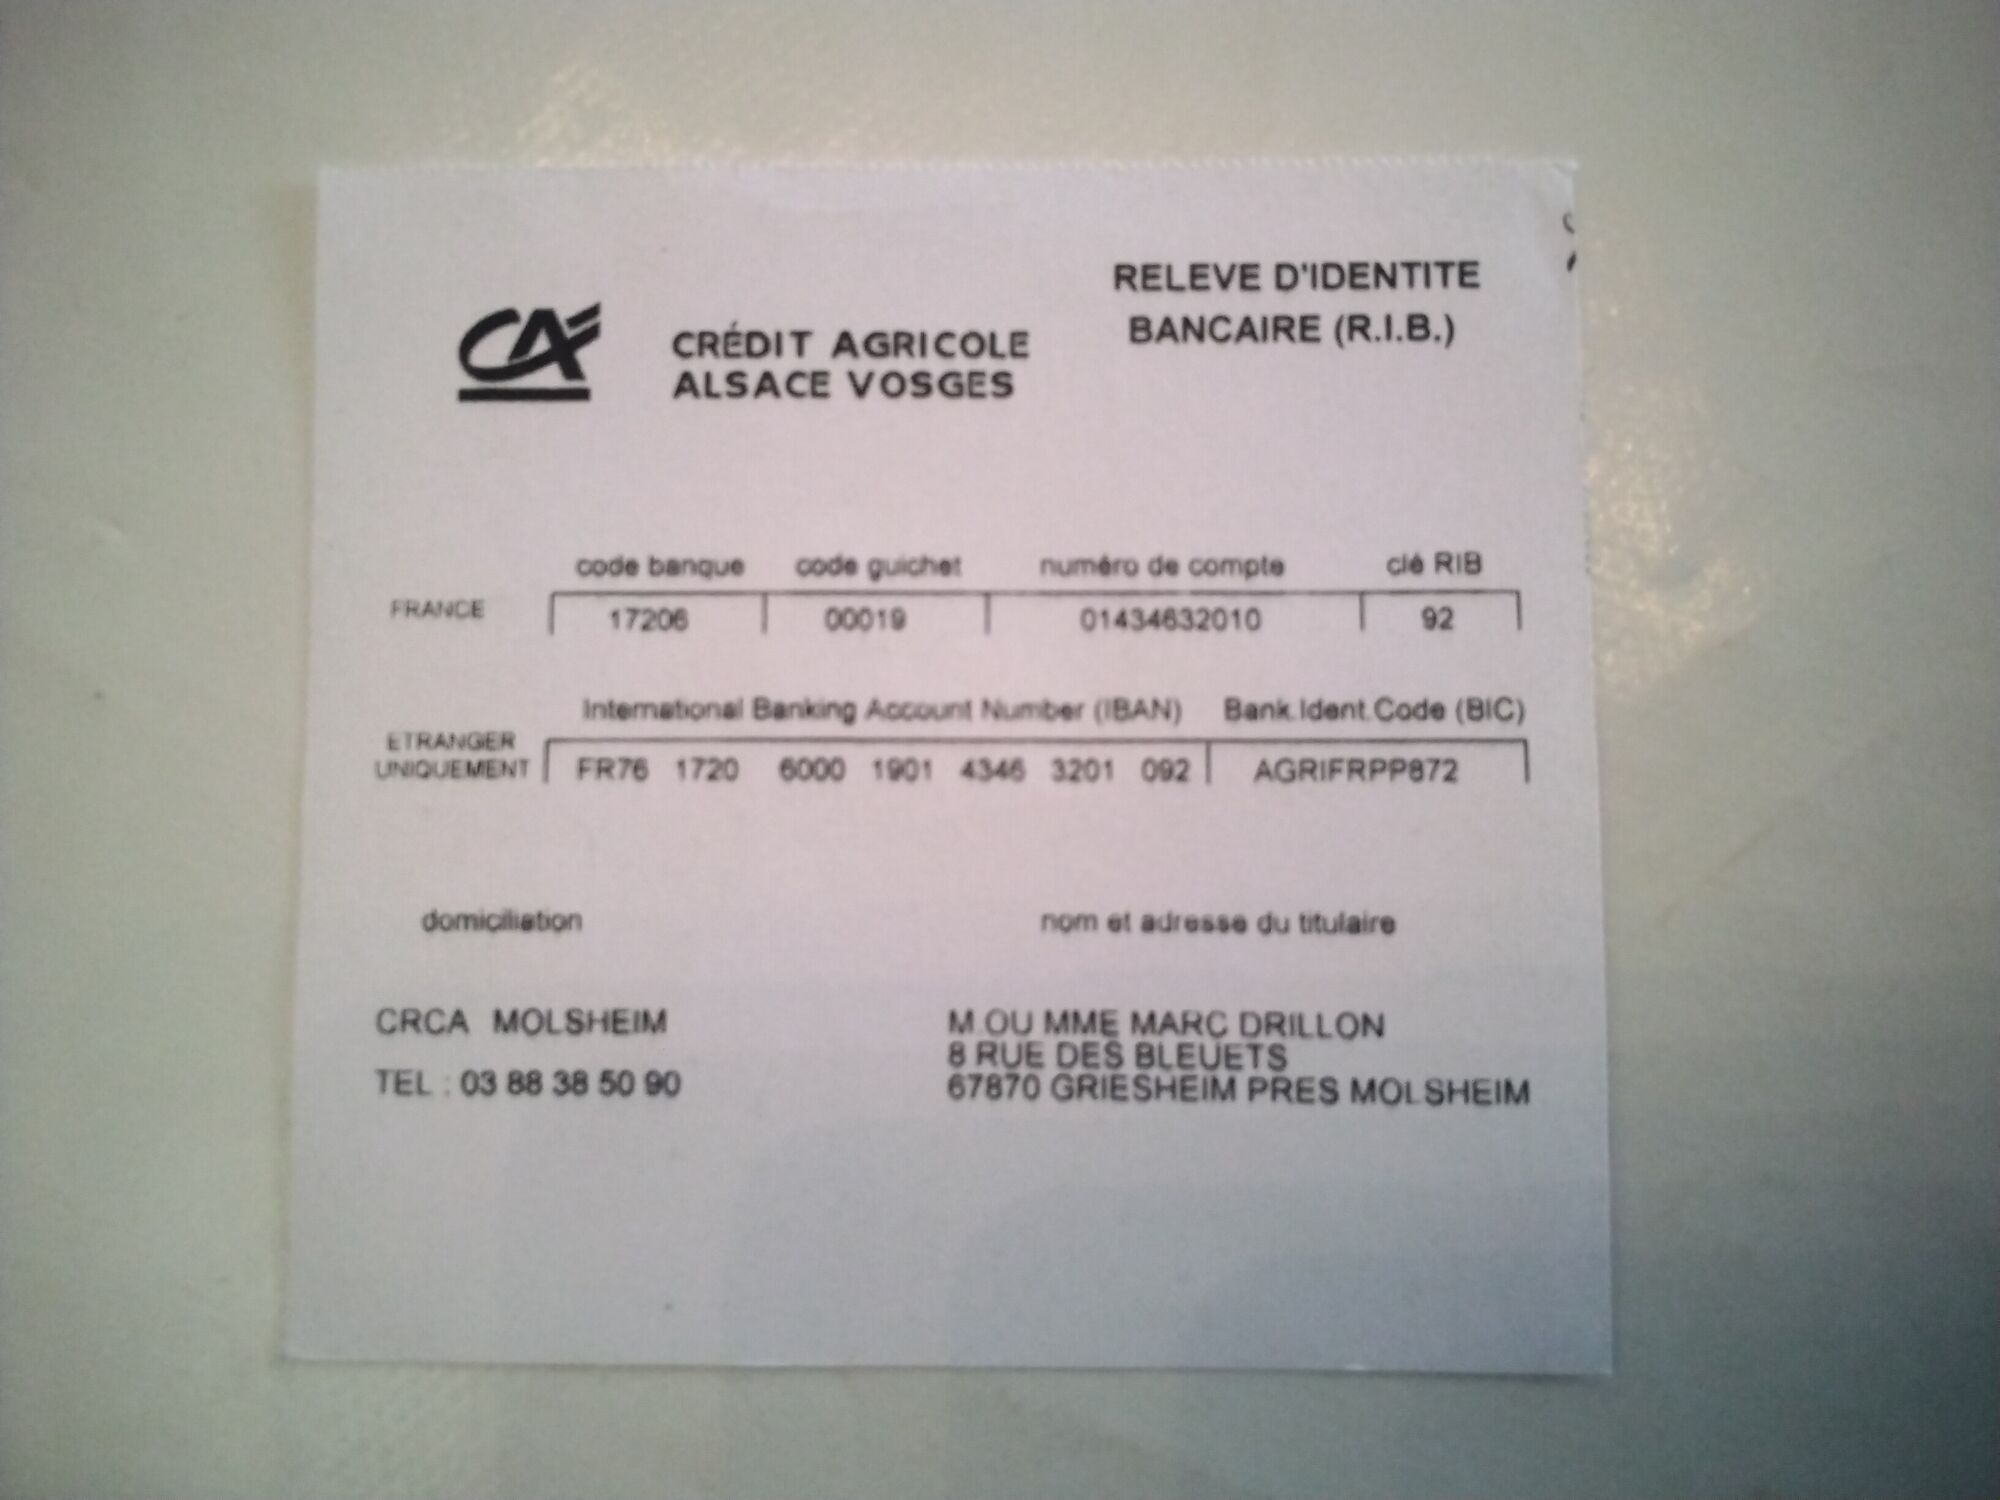 RELEVE D'IDENTITE
BANCAIRE (R.I.B.)
CA
CRÉDIT AGRICOLE
ALSACE VOSGES
code banque code guichet numéro de compte clé RIB
FRANCE 17206 00019 01434632010 92
International Banking Account Number (IBAN) Bank.Ident.Code (BIC)
ETRANGER
UNIQUEMENT FR76 1720 6000 1901 4346 3201 092 AGRIFRPP872
domiciliation nom et adresse du titulaire
CRCA MOLSHEIM
TEL : 03 88 38 50 90
M OU MME MARC DRILLON
8 RUE DES BLEUETS
67870 GRIESHEIM PRES MOLSHEIM